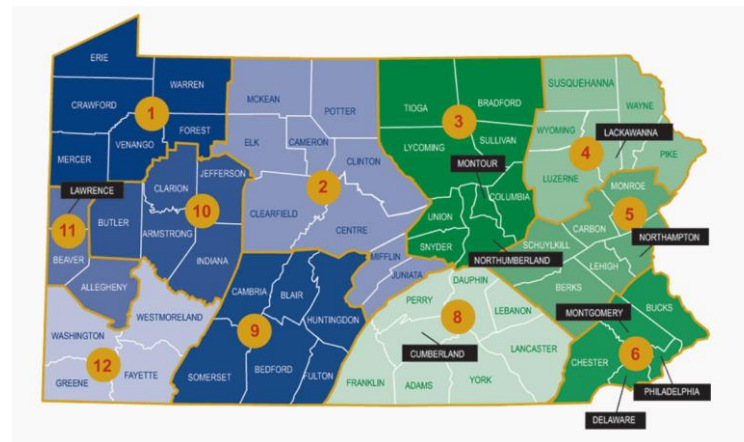 ERIE
WARREN
CRAWFORD
1
VENANGO
FOREST
MERCER
LAWRENCE
11
BEAVER
BUTLER
ALLEGHENY
CLARION
JEFFERSON
10
ARMSTRONG
INDIANA
MCKEAN
POTTER
ELK
CAMERON
CLINTON
2
CLEARFIELD
CENTRE
MIFFLIN
JUNIATA
TIOGA
BRADFORD
3
LYCOMING
SULLIVAN
MONTOUR
COLUMBIA
UNION
SNYDER
NORTHUMBERLAND
SUSQUEHANNA
WAYNE
WYOMING
LACKAWANNA
4
PIKE
LUZERNE
MONROE
5
CARBON
NORTHAMPTON
SCHUYLKILL
LEHIGH
BERKS
MONTGOMERY
BUCKS
CHESTER
6
PHILADELPHIA
DELAWARE
DAUPHIN
PERRY
LEBANON
8
CUMBERLAND
LANCASTER
FRANKLIN
ADAMS
YORK
CAMBRIA
BLAIR
HUNTINGDON
9
SOMERSET
BEDFORD
FULTON
WESTMORELAND
WASHINGTON
12
GREENE
FAYETTE